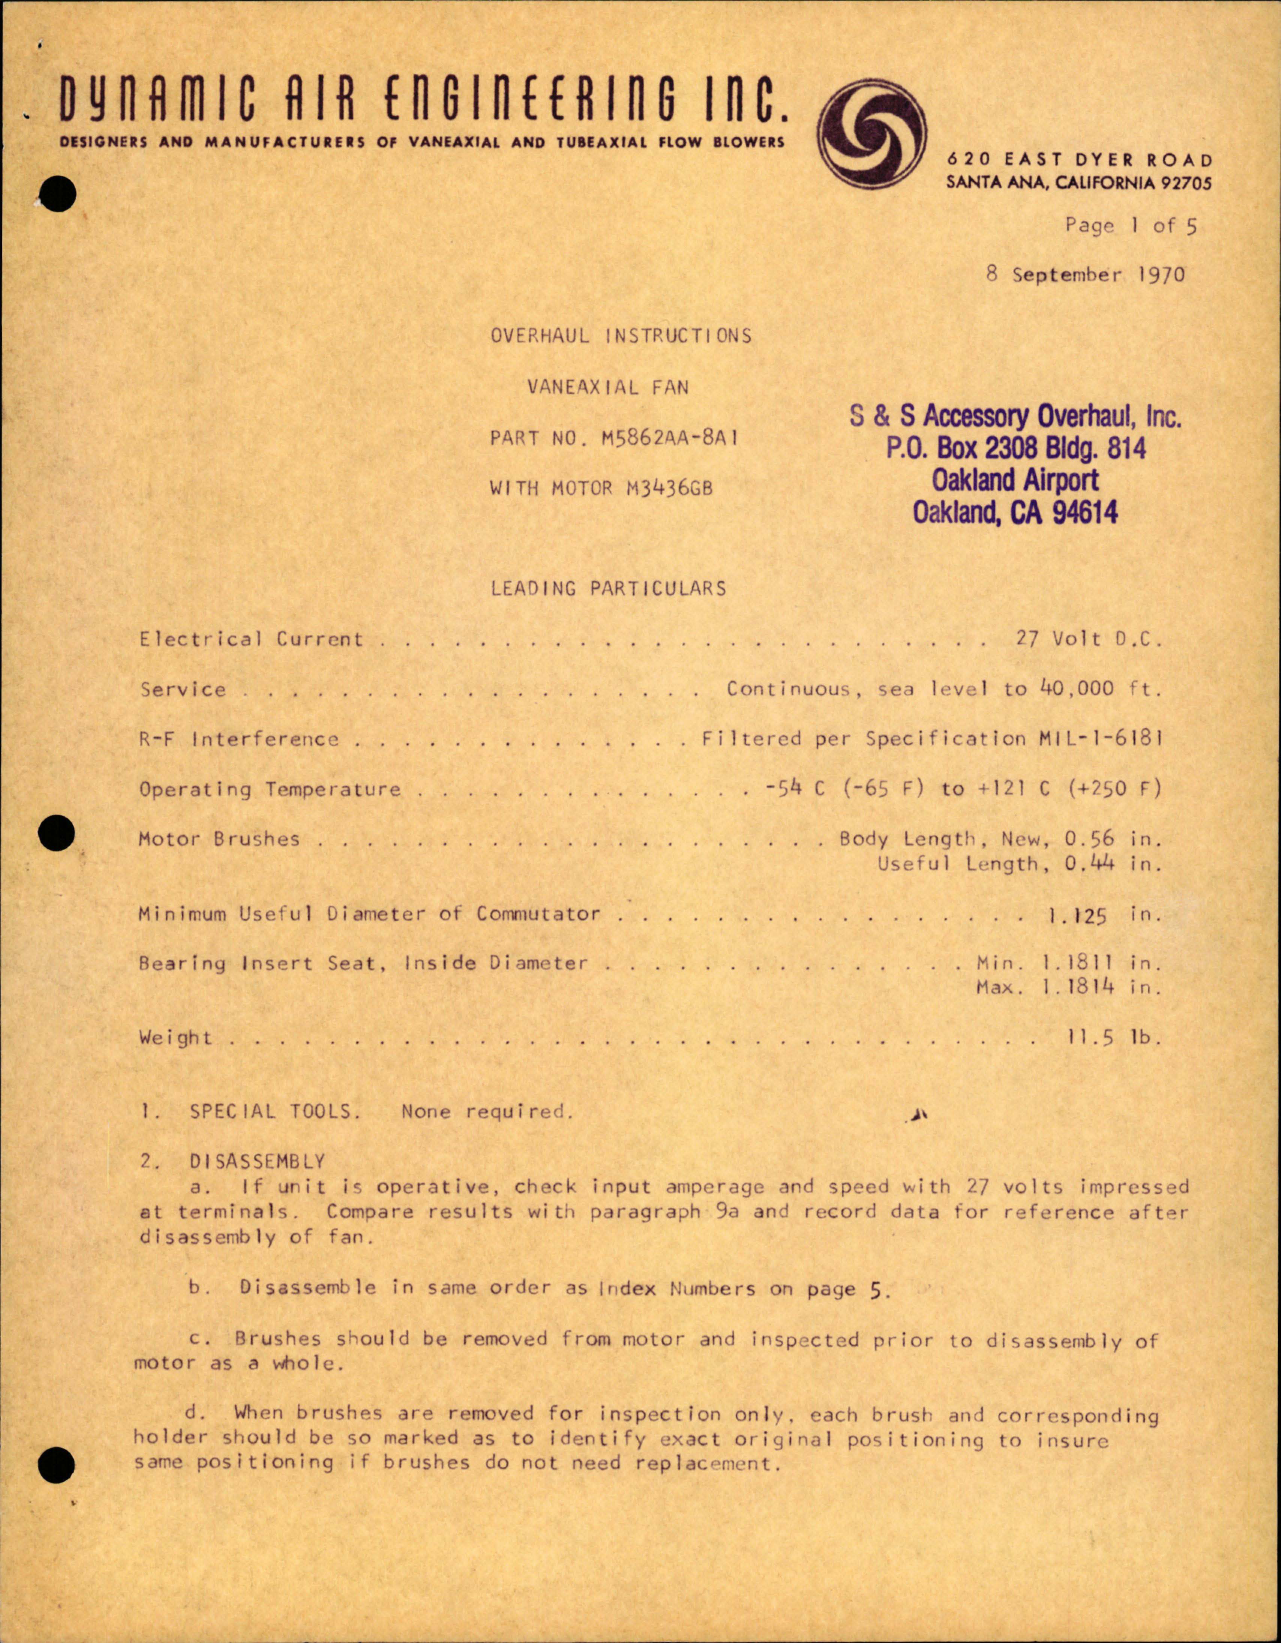 DYNAMIC AIR ENGINEERING INC.
DESIGNERS AND MANUFACTURERS OF VANEAXIAL AND TUBEAXIAL FLOW BLOWERS
620 EAST DYER ROAD
SANTA ANA, CALIFORNIA 92705
Page 1 of 5
8 September 1970
OVERHAUL INSTRUCTIONS
VANEAXIAL FAN
PART NO. M5862AA-8A1
WITH MOTOR M3436GB
S & S Accessory Overhaul, Inc.
P.O. Box 2308 Bldg. 814
Oakland Airport
Oakland, CA 94614
LEADING PARTICULARS
Electrical Current . . . . . . . . . . . . . . . . . . . . . . . . . 27 Volt D.C.
Service . . . . . . . . . . . . . . . . . . . Continuous, sea level to 40,000 ft.
R-F Interference . . . . . . . . . . . . . . Filtered per Specification MIL-1-6181
Operating Temperature . . . . . . . . . . . . . . -54 C (-65 F) to +121 C (+250 F)
Motor Brushes . . . . . . . . . . . . . . . . . . . . . Body Length, New, 0.56 in.
Useful Length, 0.44 in.
Minimum Useful Diameter of Commutator . . . . . . . . . . . . . . . . . 1.125 in.
Bearing Insert Seat, Inside Diameter . . . . . . . . . . . . . . . Min. 1.1811 in.
Max. 1.1814 in.
Weight . . . . . . . . . . . . . . . . . . . . . . . . . . . . . . . . . 11.5 lb.
1. SPECIAL TOOLS. None required.
2. DISASSEMBLY
a. If unit is operative, check input amperage and speed with 27 volts impressed
at terminals. Compare results with paragraph 9a and record data for reference after
disassembly of fan.
b. Disassemble in same order as Index Numbers on page 5.
c. Brushes should be removed from motor and inspected prior to disassembly of
motor as a whole.
d. When brushes are removed for inspection only, each brush and corresponding
holder should be so marked as to identify exact original positioning to insure
same positioning if brushes do not need replacement.